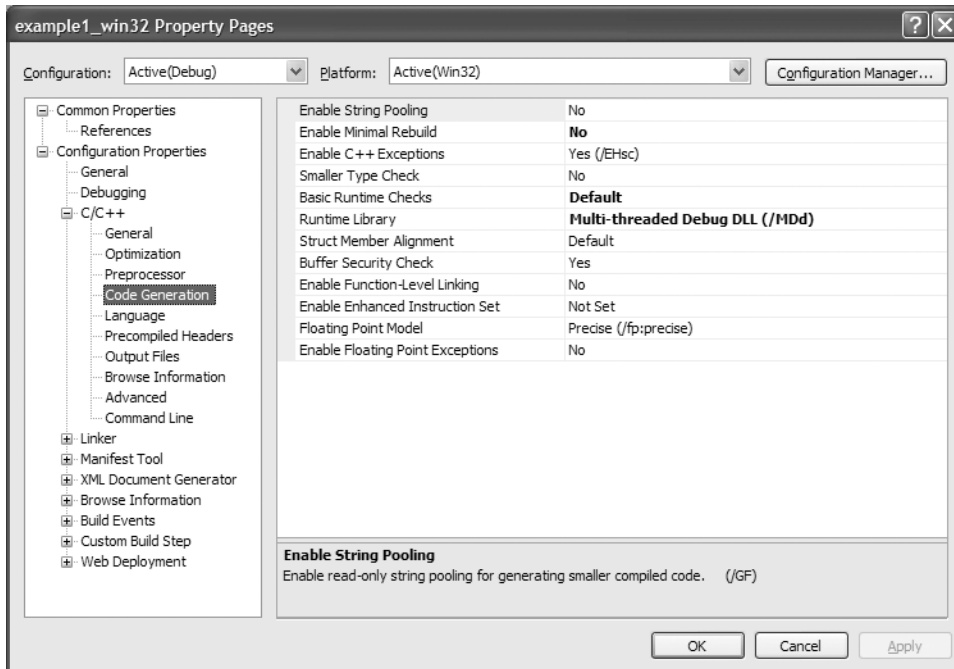 example1_win32 Property Pages
Configuration: Active(Debug) Platform: Active(Win32) Configuration Manager...
Common Properties
References
Configuration Properties
General
Debugging
C/C++
General
Optimization
Preprocessor
Code Generation
Language
Precompiled Headers
Output Files
Browse Information
Advanced
Command Line
Linker
Manifest Tool
XML Document Generator
Browse Information
Build Events
Custom Build Step
Web Deployment
Enable String Pooling No
Enable Minimal Rebuild No
Enable C++ Exceptions Yes (/EHsc)
Smaller Type Check No
Basic Runtime Checks Default
Runtime Library Multi-threaded Debug DLL (/MDd)
Struct Member Alignment Default
Buffer Security Check Yes
Enable Function-Level Linking No
Enable Enhanced Instruction Set Not Set
Floating Point Model Precise (/fp:precise)
Enable Floating Point Exceptions No
Enable String Pooling
Enable read-only string pooling for generating smaller compiled code. (/GF)
OK Cancel Apply